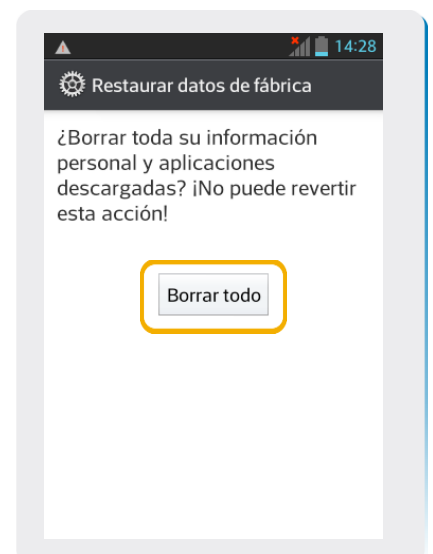 14:28
Restaurar datos de fábrica
¿Borrar toda su información
personal y aplicaciones
descargadas? ¡No puede revertir
esta acción!
Borrar todo